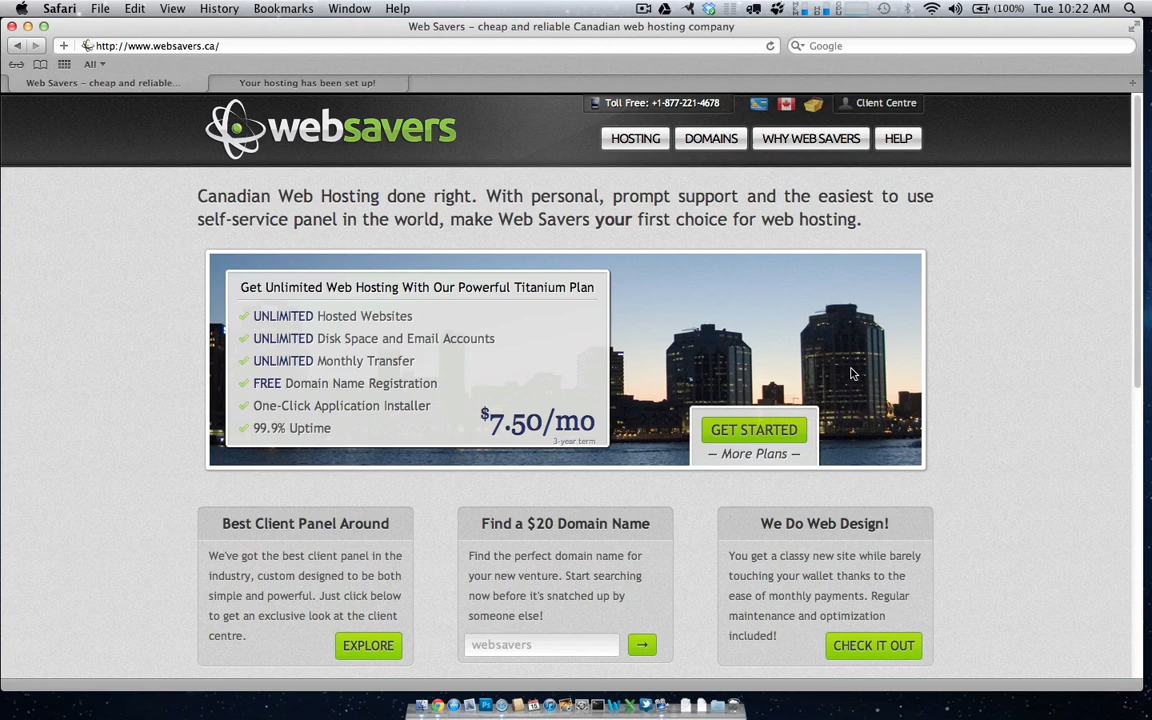 Safari File Edit View History Bookmarks Window Help (100%) Tue 10:22 AM
Web Savers – cheap and reliable Canadian web hosting company
http://www.websavers.ca/ Google
All
Web Savers – cheap and reliable... Your hosting has been set up!
Toll Free: +1-877-221-4678 Client Centre
websavers
HOSTING DOMAINS WHY WEB SAVERS HELP
Canadian Web Hosting done right. With personal, prompt support and the easiest to use
self-service panel in the world, make Web Savers your first choice for web hosting.
Get Unlimited Web Hosting With Our Powerful Titanium Plan
UNLIMITED Hosted Websites
UNLIMITED Disk Space and Email Accounts
UNLIMITED Monthly Transfer
FREE Domain Name Registration
One-Click Application Installer
99.9% Uptime
$7.50/mo
3-year term
GET STARTED
– More Plans –
Best Client Panel Around
We've got the best client panel in the
industry, custom designed to be both
simple and powerful. Just click below
to get an exclusive look at the client
centre.
EXPLORE
Find a $20 Domain Name
Find the perfect domain name for
your new venture. Start searching
now before it's snatched up by
someone else!
websavers →
We Do Web Design!
You get a classy new site while barely
touching your wallet thanks to the
ease of monthly payments. Regular
maintenance and optimization
included!
CHECK IT OUT